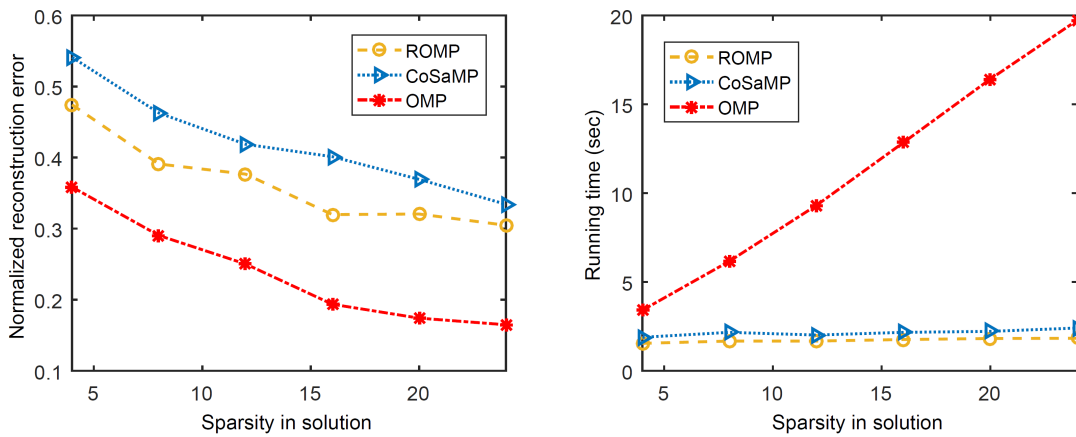 Normalized reconstruction error
0.6
0.5
0.4
0.3
0.2
0.1
ROMP
CoSaMP
OMP
5 10 15 20
Sparsity in solution
Running time (sec)
20
15
10
5
0
ROMP
CoSaMP
OMP
5 10 15 20
Sparsity in solution